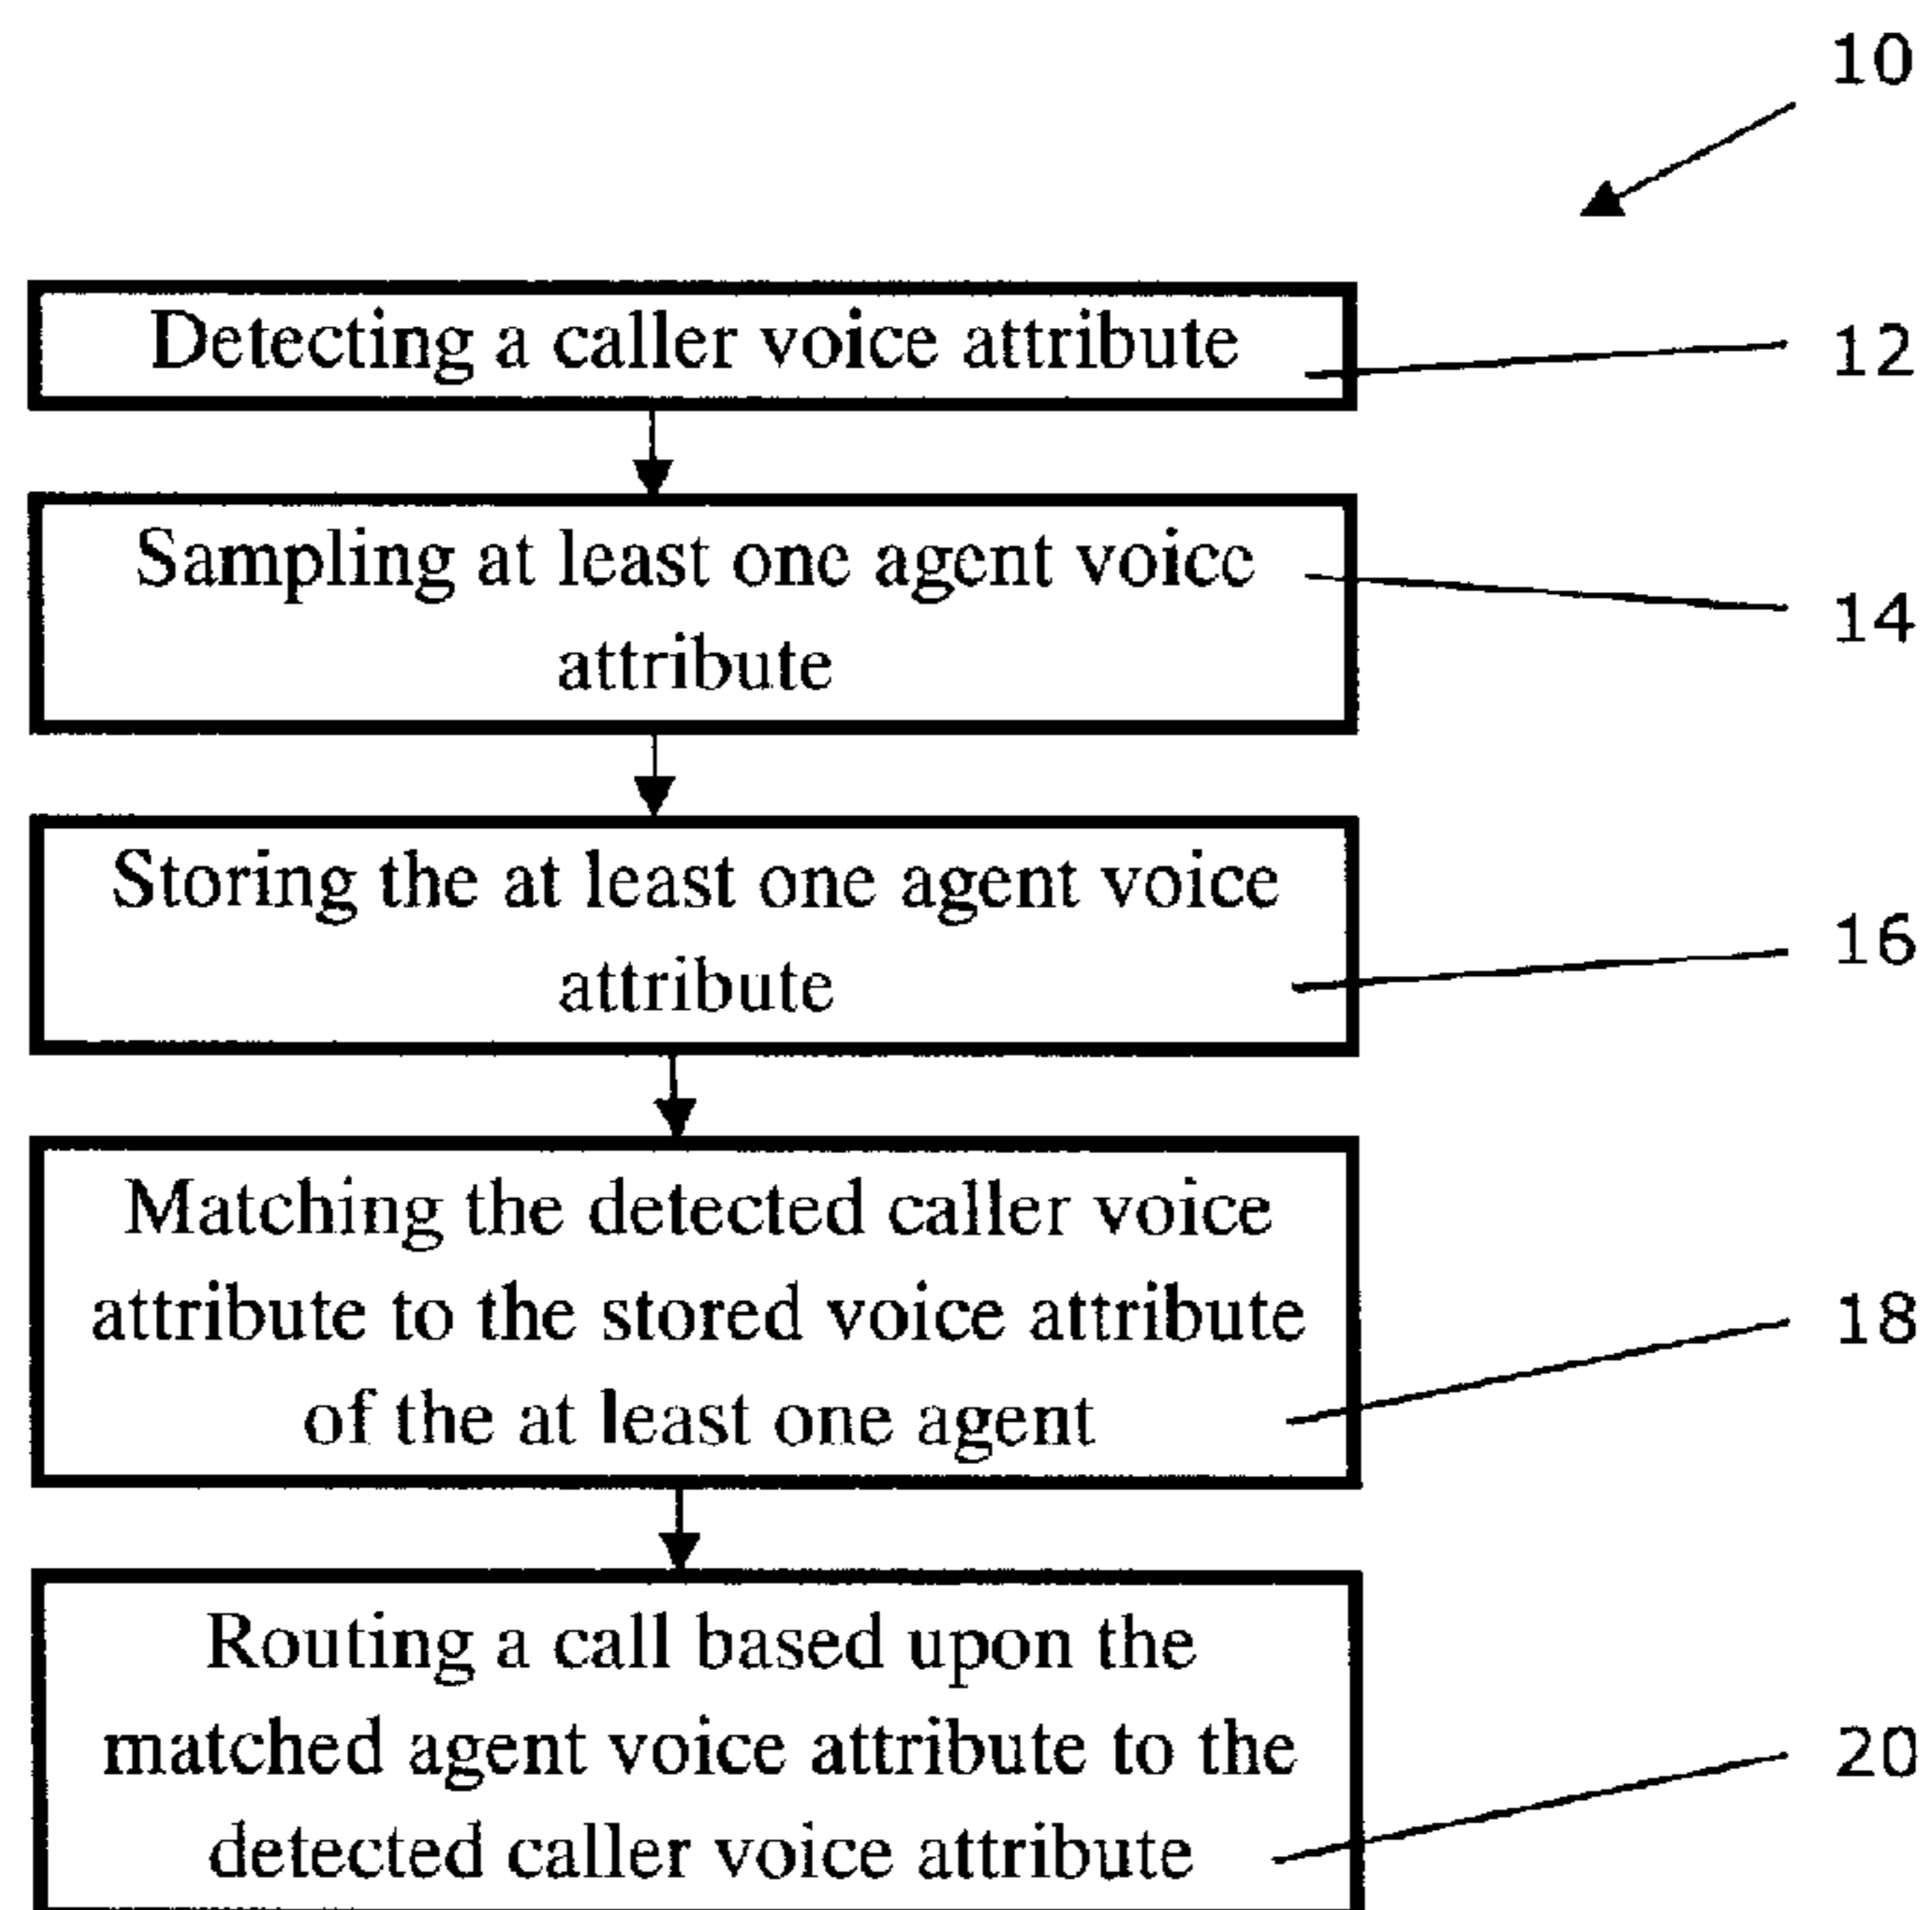 10
Detecting a caller voice attribute
12
Sampling at least one agent voice
attribute
14
Storing the at least one agent voice
attribute
16
Matching the detected caller voice
attribute to the stored voice attribute
of the at least one agent
18
Routing a call based upon the
matched agent voice attribute to the
detected caller voice attribute
20